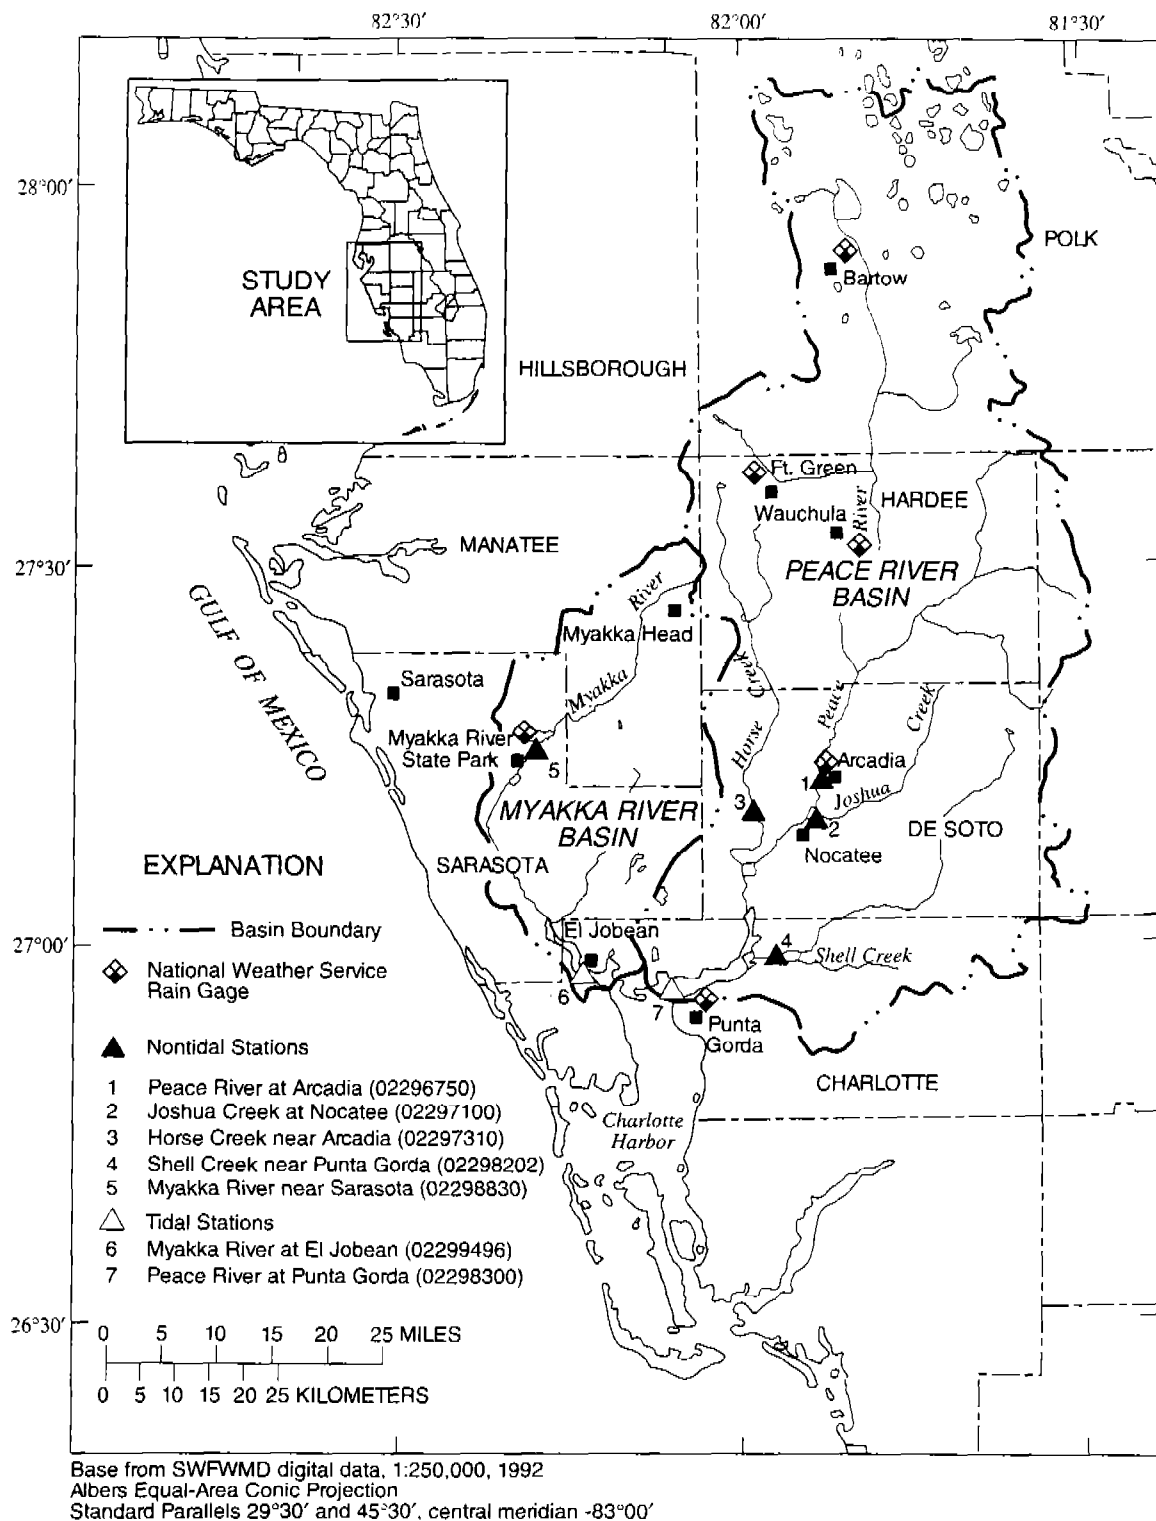 82°30′ 82°00′ 81°30′
28°00′
STUDY
AREA
POLK
Bartow
HILLSBOROUGH
Ft. Green
HARDEE
Wauchula
River
MANATEE
27°30′
PEACE RIVER
BASIN
GULF OF MEXICO
River
Myakka Head
Creek
Sarasota
Myakka
Peace
Creek
Horse
Myakka River
State Park
5
Arcadia
1
Joshua
3
MYAKKA RIVER
BASIN
2
DE SOTO
Nocatee
EXPLANATION
SARASOTA
Basin Boundary
El Jobean
27°00′
4
Shell Creek
National Weather Service
Rain Gage
6
7
Punta
Gorda
Nontidal Stations
CHARLOTTE
1 Peace River at Arcadia (02296750)
2 Joshua Creek at Nocatee (02297100)
3 Horse Creek near Arcadia (02297310)
4 Shell Creek near Punta Gorda (02298202)
5 Myakka River near Sarasota (02298830)
Charlotte
Harbor
Tidal Stations
6 Myakka River at El Jobean (02299496)
7 Peace River at Punta Gorda (02298300)
26°30′
0 5 10 15 20 25 MILES
0 5 10 15 20 25 KILOMETERS
Base from SWFWMD digital data, 1:250,000, 1992
Albers Equal-Area Conic Projection
Standard Parallels 29°30′ and 45°30′, central meridian -83°00′